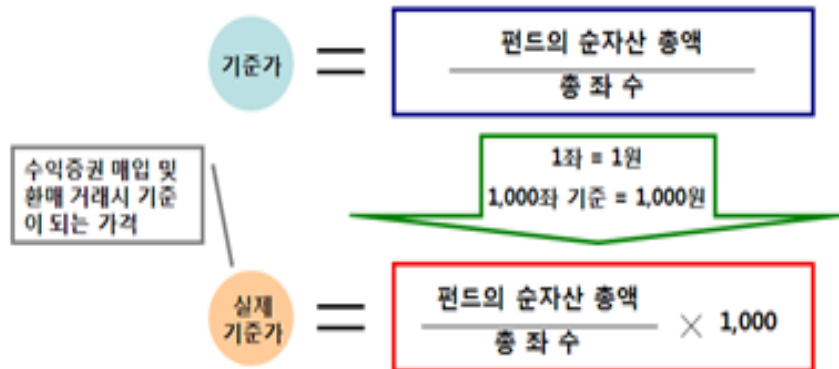 기준가
=
펀드의 순자산 총액
총 좌 수
1좌 = 1원
1,000좌 기준 = 1,000원
수익증권 매입 및
환매 거래시 기준
이 되는 가격
실제
기준가
=
펀드의 순자산 총액
총 좌 수
× 1,000